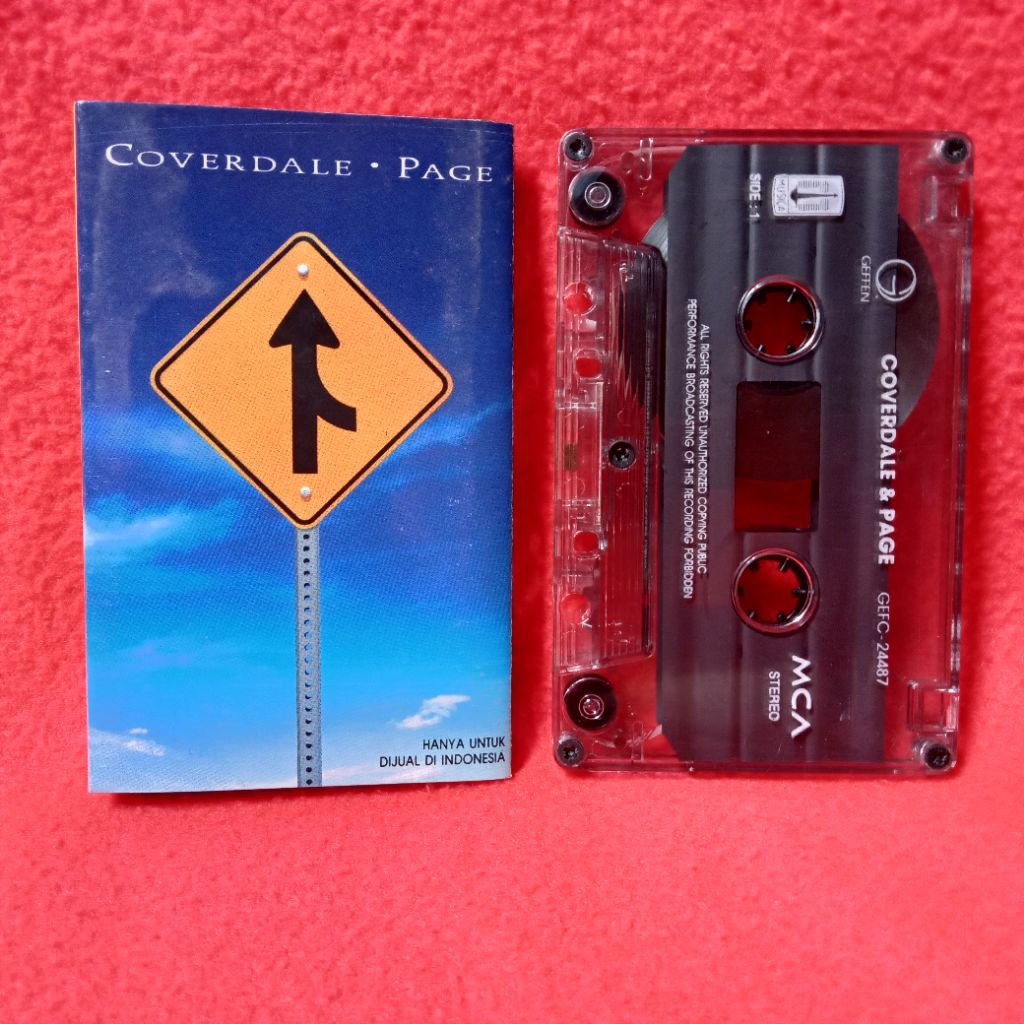 COVERDALE • PAGE
HANYA UNTUK
DIJUAL DI INDONESIA
SIDE : 1
MUSICA
GEFFEN
COVERDALE & PAGE GEFC-24487
ALL RIGHTS RESERVED UNAUTHORIZED COPYING PUBLIC
PERFORMANCE BROADCASTING OF THIS RECORDING FORBIDDEN
MCA
STEREO